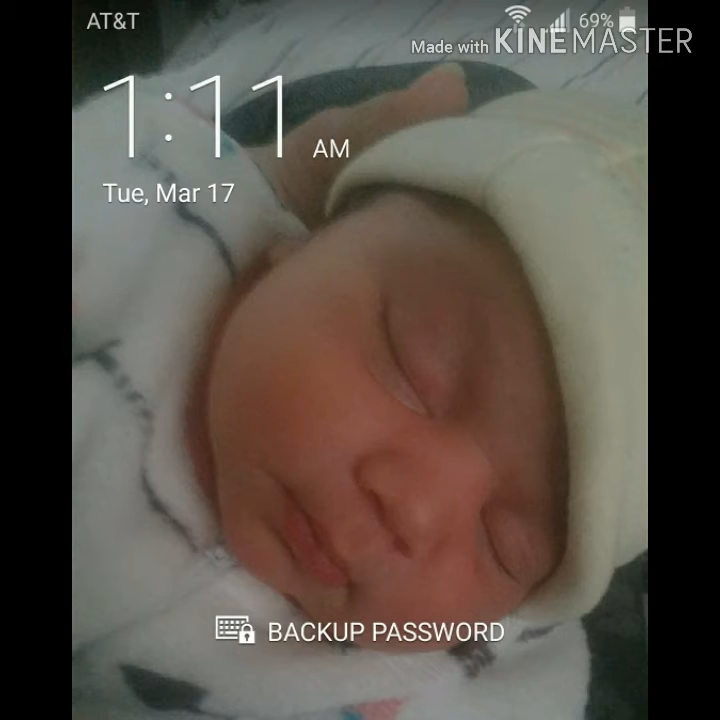 AT&T
69%
Made with KINEMASTER
1:11 AM
Tue, Mar 17
BACKUP PASSWORD